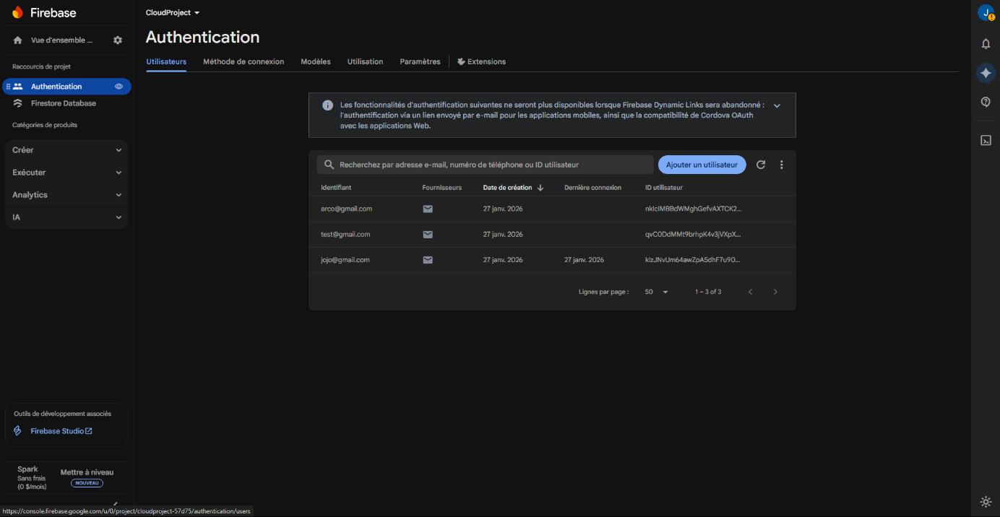 Firebase
CloudProject
Vue d'ensemble ...
Authentication
Raccourcis de projet
Authentication
Firestore Database
Catégories de produits
Créer
Exécuter
Analytics
IA
Utilisateurs
Méthode de connexion
Modèles
Utilisation
Paramètres
Extensions
Les fonctionnalités d'authentification suivantes ne seront plus disponibles lorsque Firebase Dynamic Links sera abandonné :
l'authentification via un lien envoyé par e-mail pour les applications mobiles, ainsi que la compatibilité de Cordova OAuth
avec les applications Web.
Recherchez par adresse e-mail, numéro de téléphone ou ID utilisateur
Ajouter un utilisateur
Identifiant Fournisseurs Date de création Dernière connexion ID utilisateur
arco@gmail.com 27 janv. 2026
test@gmail.com 27 janv. 2026
jojo@gmail.com 27 janv. 2026 27 janv. 2026
Lignes par page : 50 1 – 3 of 3
Outils de développement associés
Firebase Studio
Spark
Sans frais
(0 $/mois)
Mettre à niveau
NOUVEAU
https://console.firebase.google.com/u/0/project/cloudproject-57d75/authentication/users
J